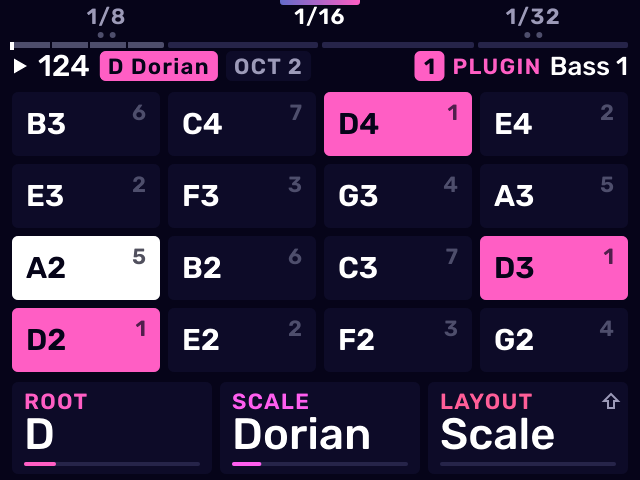 1/8 1/16 1/32
124 D Dorian OCT 2 1 PLUGIN Bass 1
B3 6 C4 7 D4 1 E4 2
E3 2 F3 3 G3 4 A3 5
A2 5 B2 6 C3 7 D3 1
D2 1 E2 2 F2 3 G2 4
ROOT SCALE LAYOUT
D Dorian Scale